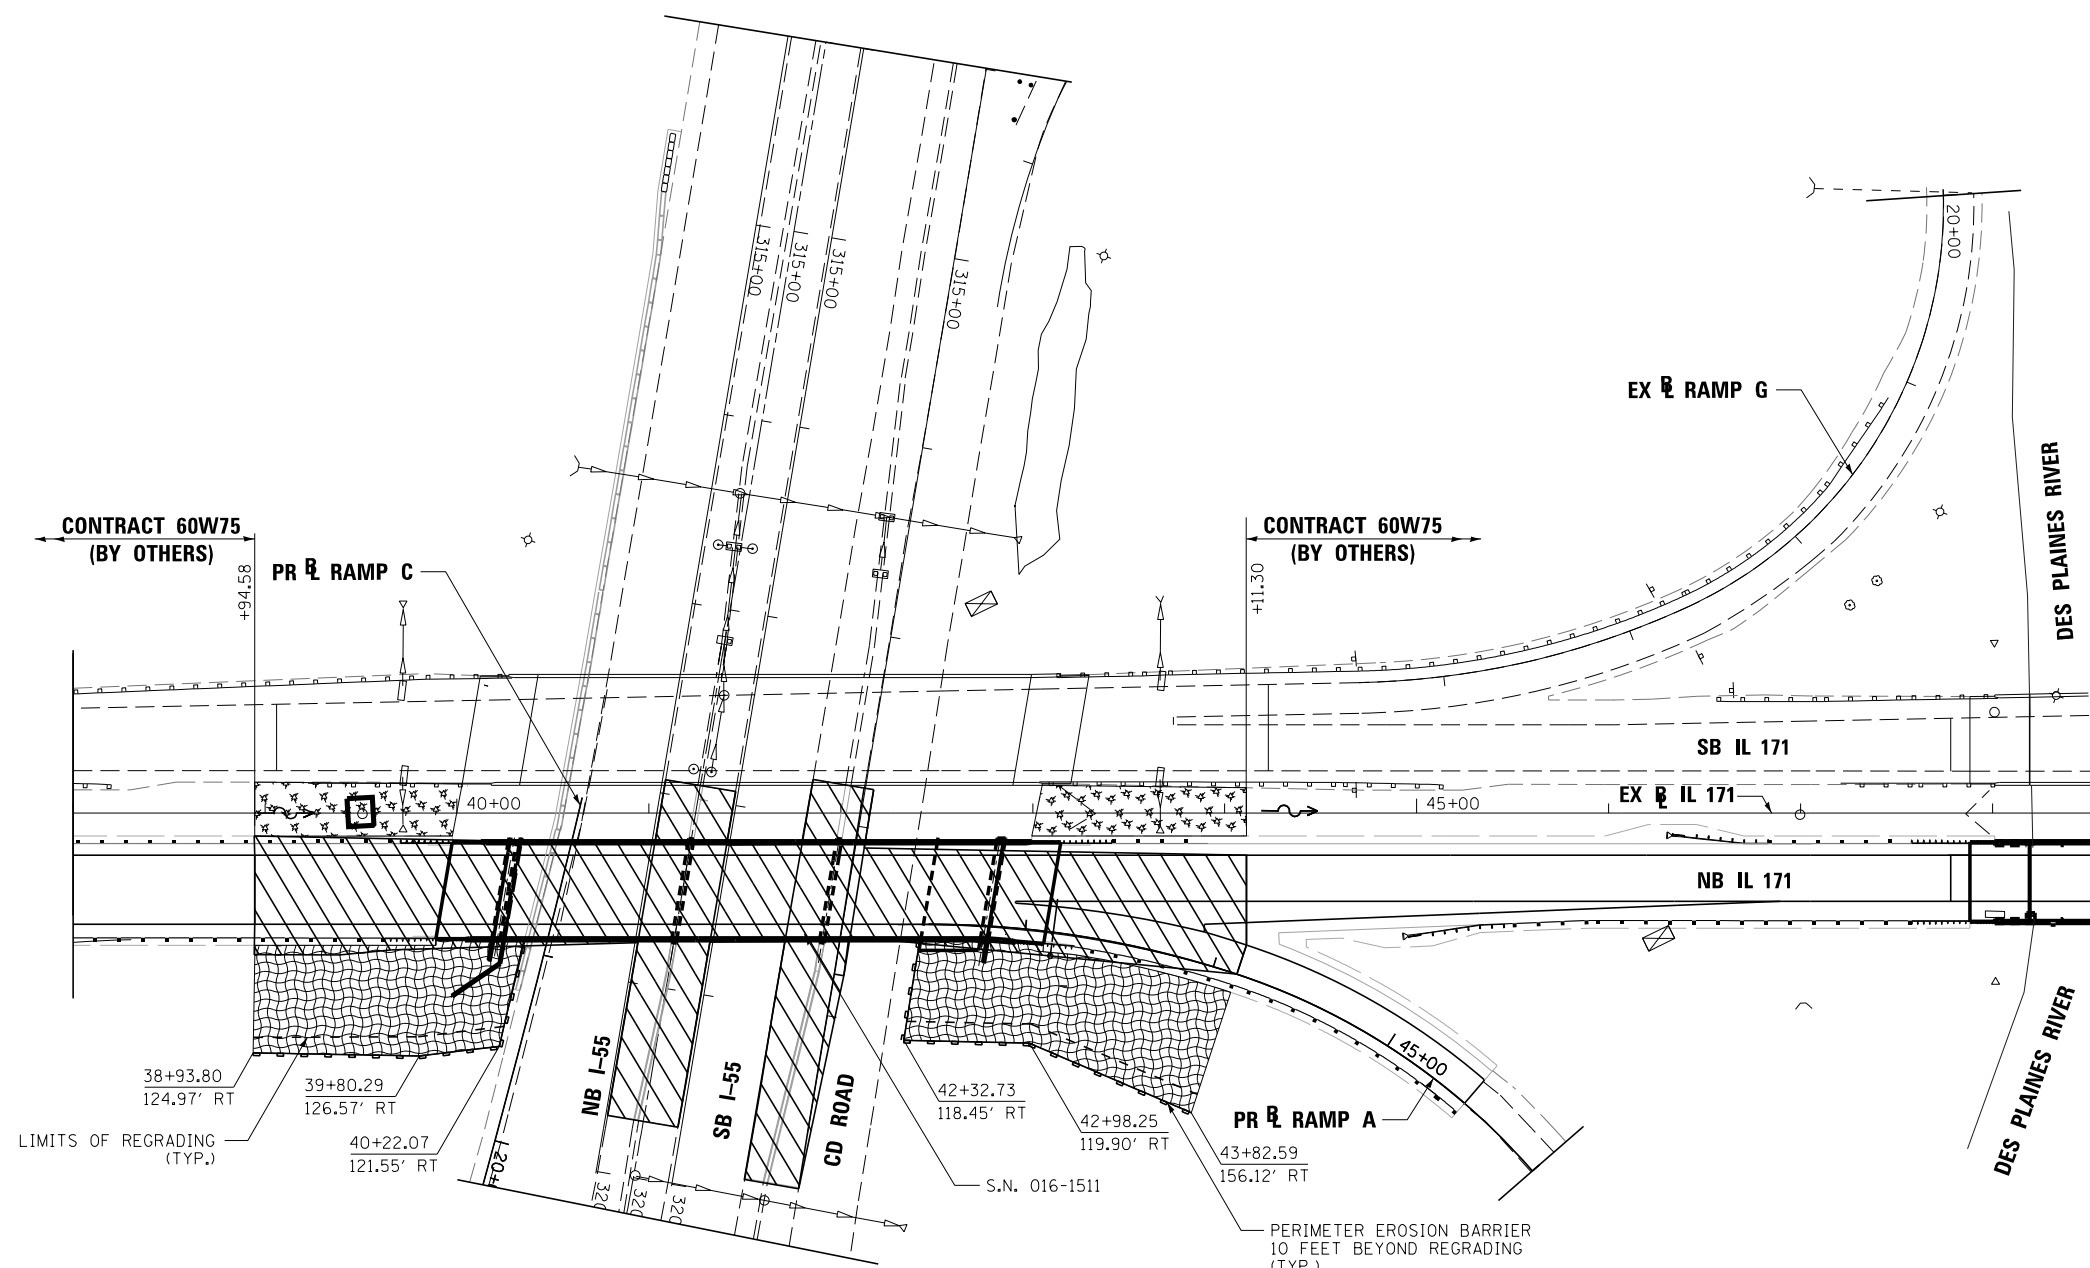 315+00
315+00
315+00
315+00
20+00
EX BL RAMP G
DES PLAINES RIVER
CONTRACT 60W75
(BY OTHERS)
+94.58
PR BL RAMP C
CONTRACT 60W75
(BY OTHERS)
+11.30
SB IL 171
EX BL IL 171
40+00
45+00
NB IL 171
NB I-55
SB I-55
CD ROAD
45+00
PR BL RAMP A
DES PLAINES RIVER
38+93.80
124.97' RT
39+80.29
126.57' RT
40+22.07
121.55' RT
LIMITS OF REGRADING
(TYP.)
20+
320
320
320
42+32.73
118.45' RT
42+98.25
119.90' RT
43+82.59
156.12' RT
S.N. 016-1511
PERIMETER EROSION BARRIER
10 FEET BEYOND REGRADING
(TYP.)